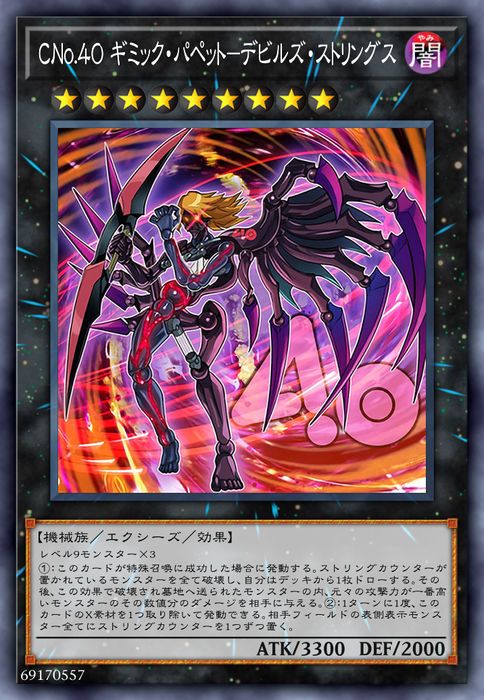 CNo.40 ギミック・パペットーデビルズ・ストリングス
やみ
闇
4.0
【機械族／エクシーズ／効果】
レベル9モンスター×3
①:このカードが特殊召喚に成功した場合に発動する。ストリングカウンターが
置かれているモンスターを全て破壊し、自分はデッキから1枚ドローする。その
後、この効果で破壊され墓地へ送られたモンスターの内、元々の攻撃力が一番高
いモンスターのその数値分のダメージを相手に与える。②:1ターンに1度、この
カードのX素材を1つ取り除いて発動できる。相手フィールドの表側表示モンス
ター全てにストリングカウンターを1つずつ置く。
ATK/3300 DEF/2000
69170557